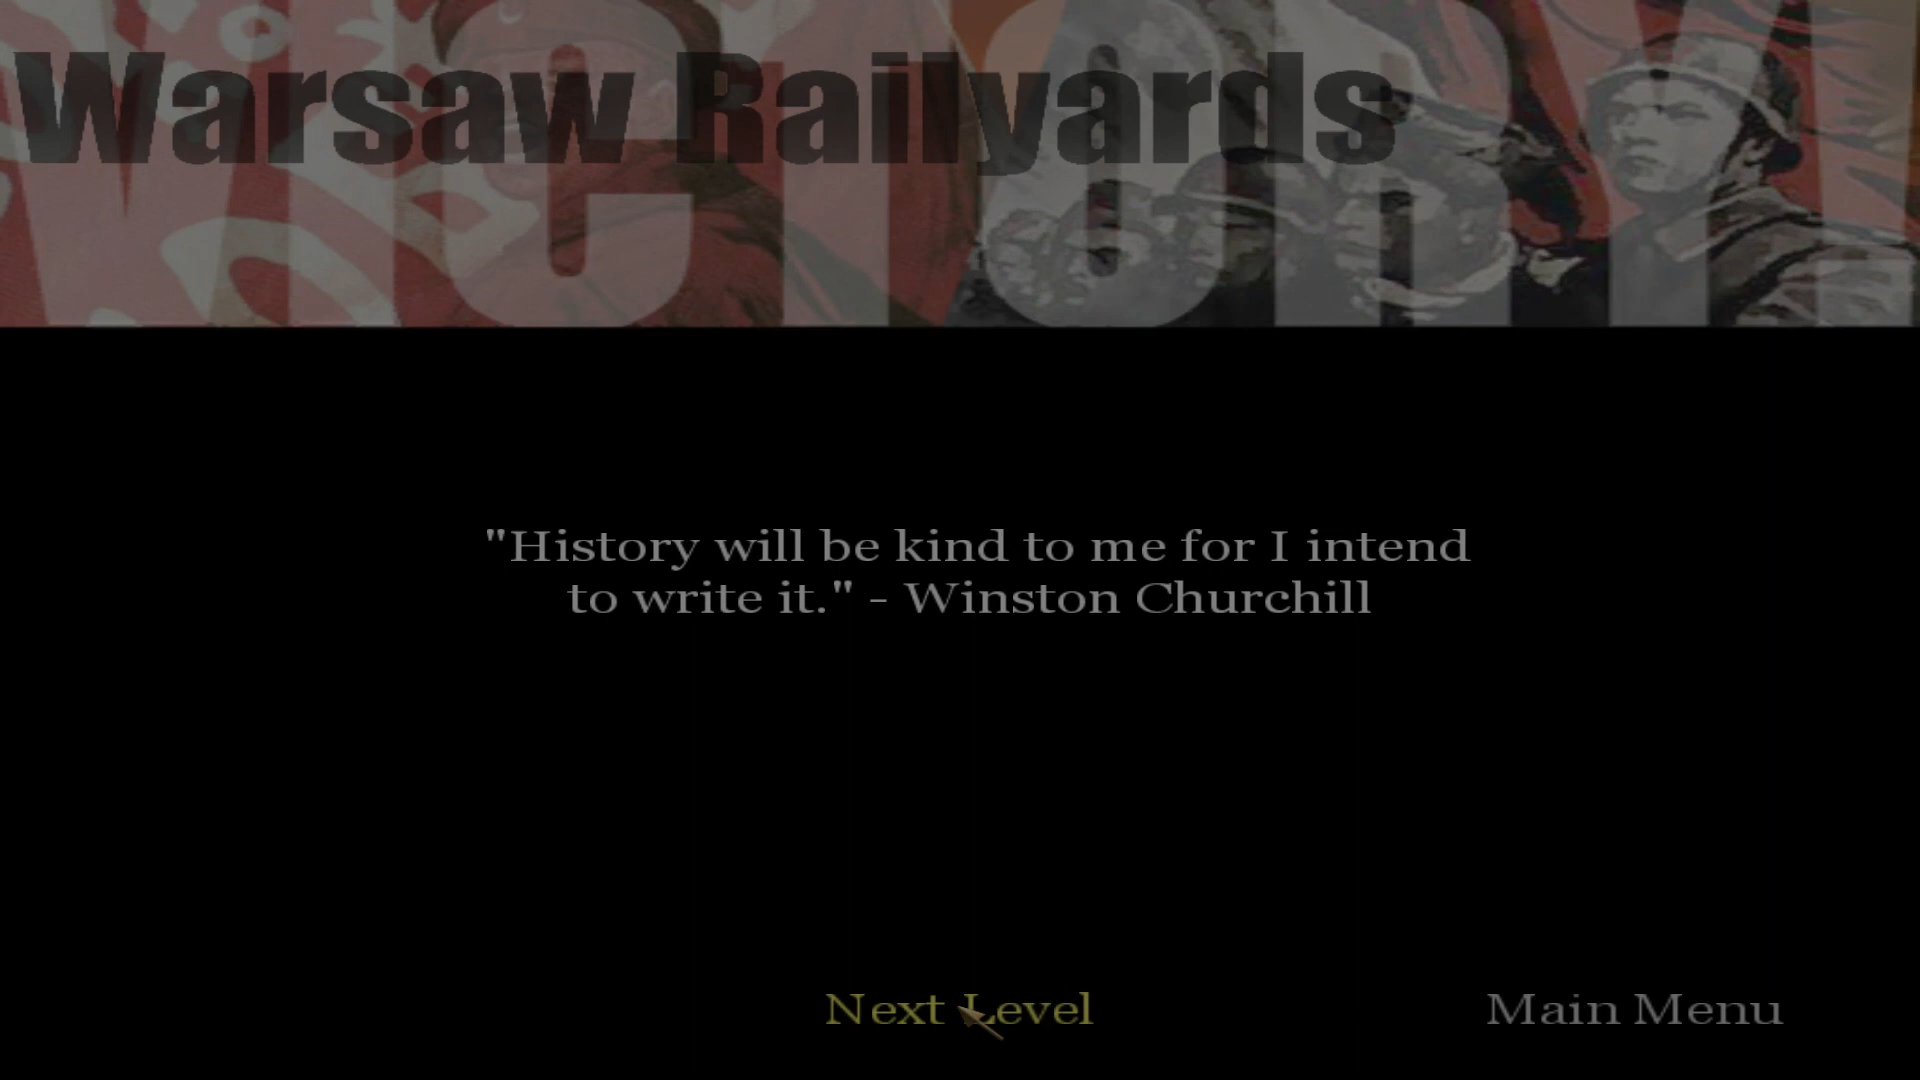 VICTORY!
Warsaw Railyards
"History will be kind to me for I intend
to write it." - Winston Churchill
Next Level
Main Menu